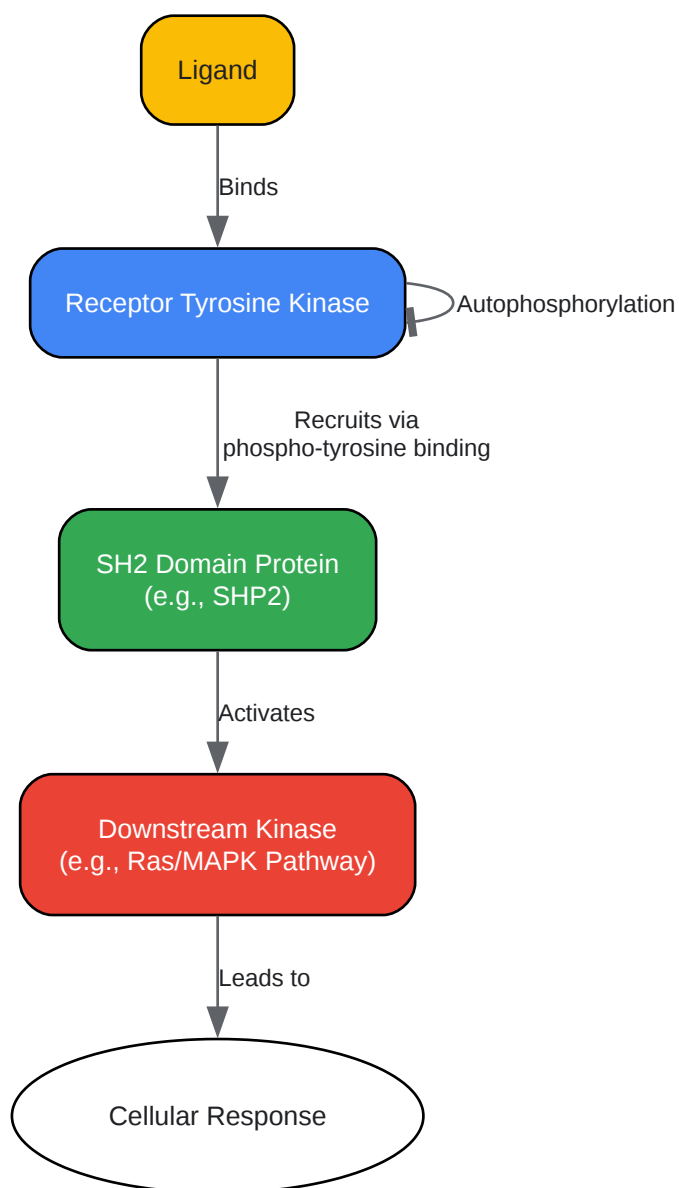 Ligand
Binds
Receptor Tyrosine Kinase
Autophosphorylation
Recruits via
phospho-tyrosine binding
SH2 Domain Protein
(e.g., SHP2)
Activates
Downstream Kinase
(e.g., Ras/MAPK Pathway)
Leads to
Cellular Response